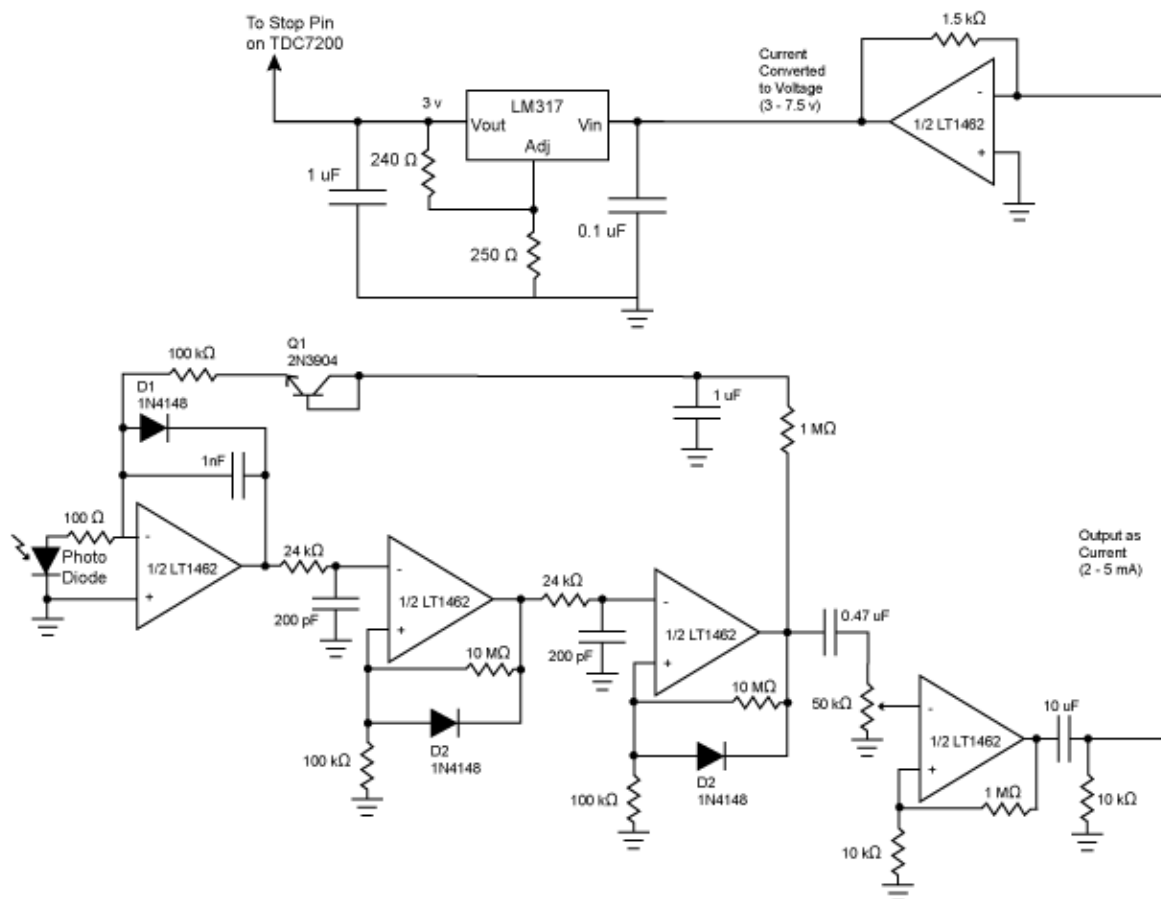 To Stop Pin
on TDC7200
3 v
LM317
Vout
Vin
Adj
240 Ω
1 uF
250 Ω
0.1 uF
Current
Converted
to Voltage
(3 - 7.5 v)
1.5 kΩ
-
1/2 LT1462
+
100 kΩ
Q1
2N3904
D1
1N4148
1nF
1 uF
1 MΩ
100 Ω
Photo
Diode
-
1/2 LT1462
+
24 kΩ
200 pF
-
1/2 LT1462
+
10 MΩ
D2
1N4148
100 kΩ
24 kΩ
200 pF
-
1/2 LT1462
+
10 MΩ
D2
1N4148
100 kΩ
0.47 uF
50 kΩ
-
1/2 LT1462
+
1 MΩ
10 kΩ
10 uF
10 kΩ
Output as
Current
(2 - 5 mA)